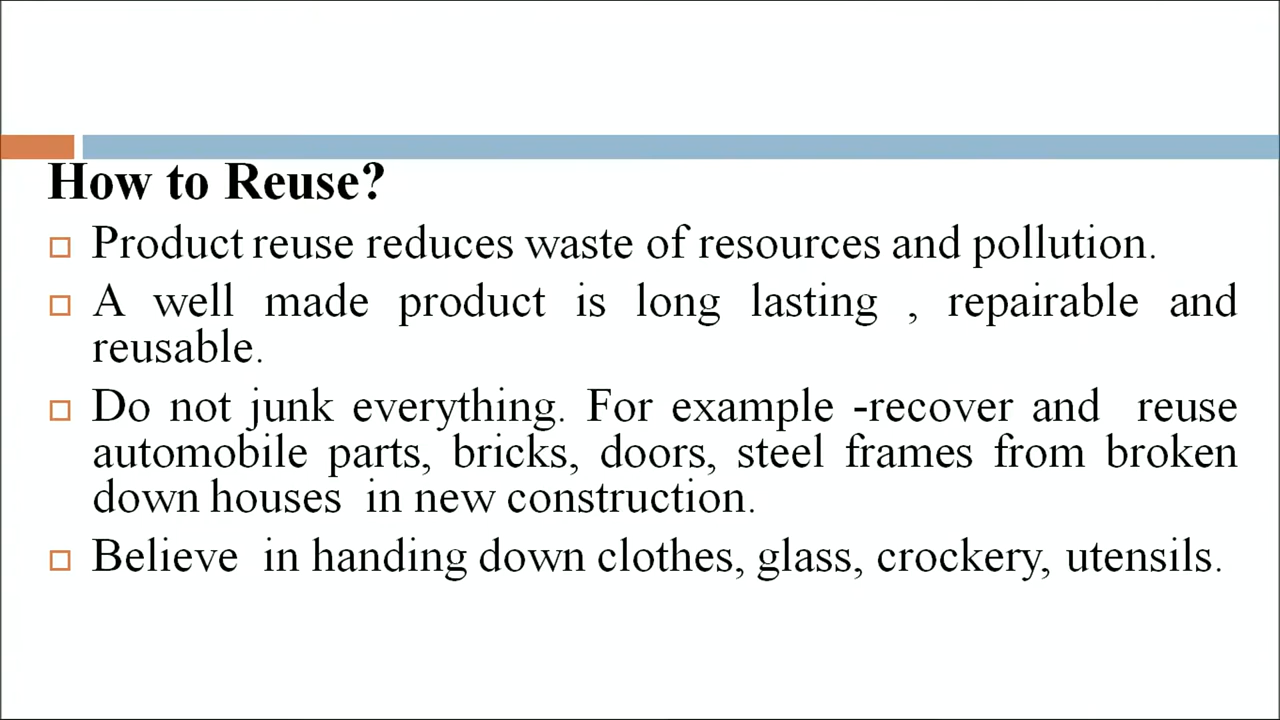 How to Reuse?
Product reuse reduces waste of resources and pollution.
A well made product is long lasting , repairable and
reusable.
Do not junk everything. For example -recover and reuse
automobile parts, bricks, doors, steel frames from broken
down houses in new construction.
Believe in handing down clothes, glass, crockery, utensils.